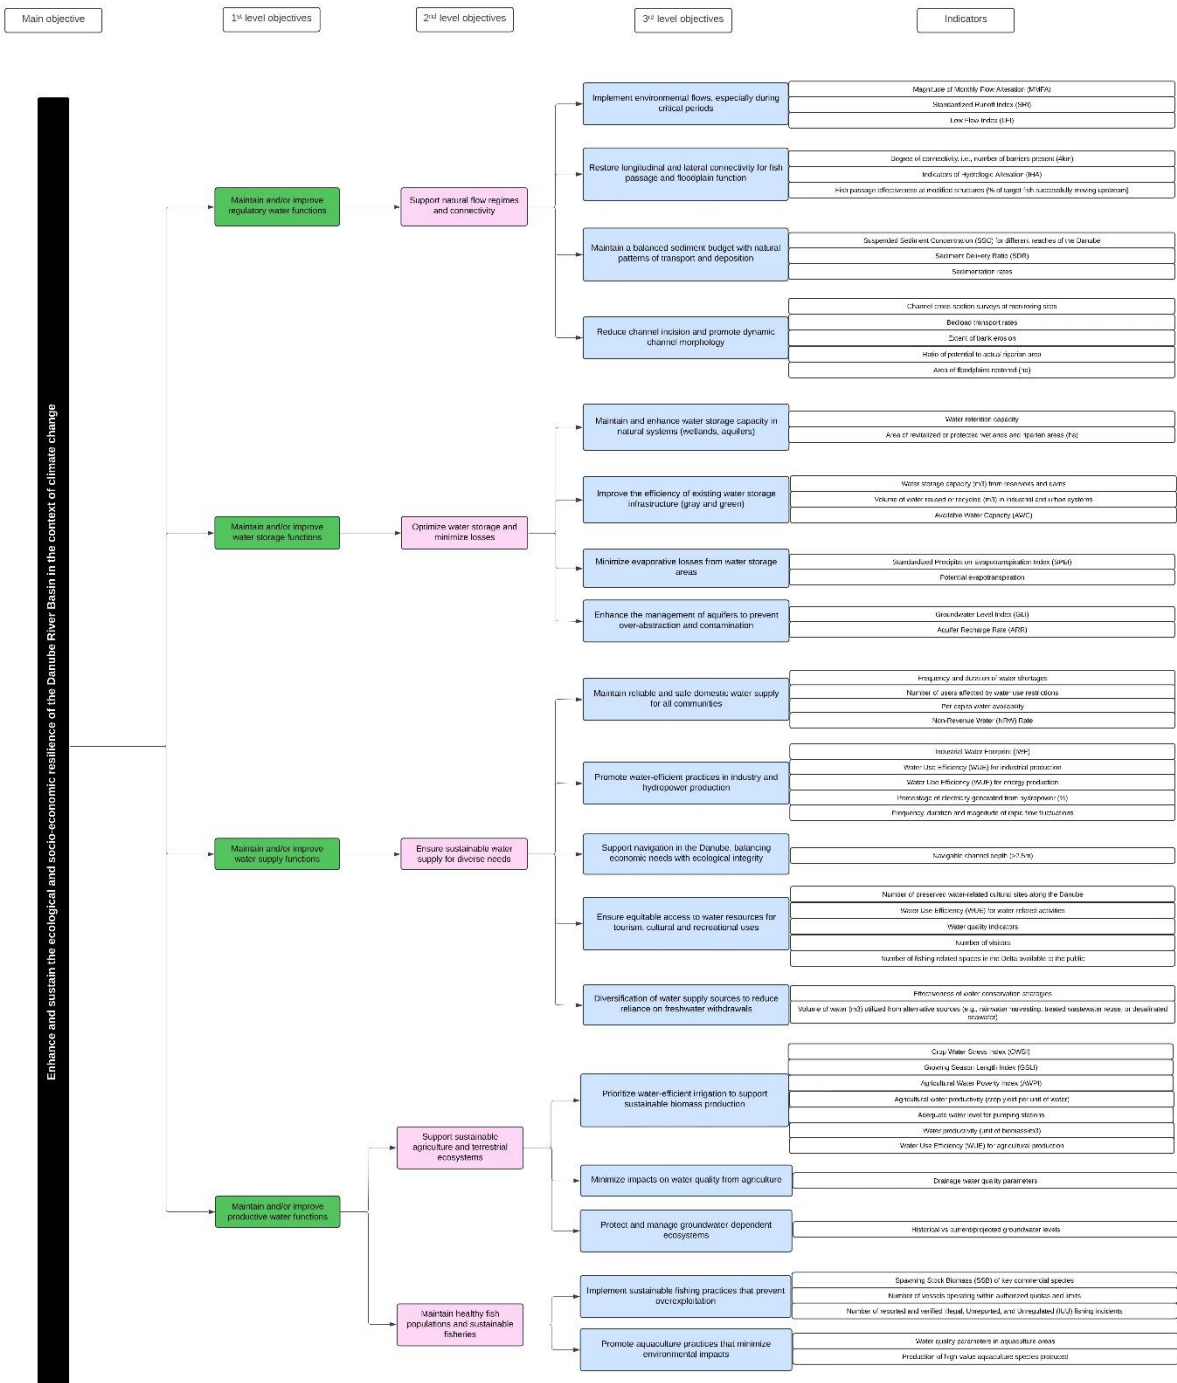 Main objective
1st level objectives
2nd level objectives
3rd level objectives
Indicators
Enhance and sustain the ecological and socio-economic resilience of the Danube River Basin in the context of climate change
Maintain and/or improve
regulatory water functions
Support natural flow regimes
and connectivity
Implement environmental flows, especially during
critical periods
Magnitude of Monthly Flow Alteration (MMFA)
Standardized Runoff Index (SRI)
Low Flow Index (LFI)
Restore longitudinal and lateral connectivity for fish
passage and floodplain function
Degree of connectivity, i.e., number of barriers present (4km)
Indicators of Hydrologic Alteration (IHA)
Fish passage effectiveness at modified structures (% of target fish successfully moving upstream)
Maintain a balanced sediment budget with natural
patterns of transport and deposition
Suspended Sediment Concentration (SSC) for different reaches of the Danube
Sediment Delivery Ratio (SDR)
Sedimentation rates
Reduce channel incision and promote dynamic
channel morphology
Channel cross-section surveys at monitoring sites
Bedload transport rates
Extent of bank erosion
Ratio of potential to actual riparian area
Area of floodplains restored (ha)
Maintain and/or improve
water storage functions
Optimize water storage and
minimize losses
Maintain and enhance water storage capacity in
natural systems (wetlands, aquifers)
Water retention capacity
Area of revitalized or protected wetlands and riparian areas (ha)
Improve the efficiency of existing water storage
infrastructure (gray and green)
Water storage capacity (m3) from reservoirs and dams
Volume of water reused or recycled (m3) in industrial and urban systems
Available Water Capacity (AWC)
Minimize evaporative losses from water storage
areas
Standardized Precipitation Evapotranspiration Index (SPEI)
Potential evapotranspiration
Enhance the management of aquifers to prevent
over-abstraction and contamination
Groundwater Level Index (GLI)
Aquifer Recharge Rate (ARR)
Maintain and/or improve
water supply functions
Ensure sustainable water
supply for diverse needs
Maintain reliable and safe domestic water supply
for all communities
Frequency and duration of water shortages
Number of users affected by water use restrictions
Per capita water availability
Non-Revenue Water (NRW) Rate
Promote water-efficient practices in industry and
hydropower production
Industrial Water Footprint (IWF)
Water Use Efficiency (WUE) for industrial production
Water Use Efficiency (WUE) for energy production
Percentage of electricity generated from hydropower (%)
Frequency, duration and magnitude of rapid flow fluctuations
Support navigation in the Danube, balancing
economic needs with ecological integrity
Navigable channel depth (>2.5m)
Ensure equitable access to water resources for
tourism, cultural and recreational uses
Number of preserved water-related cultural sites along the Danube
Water Use Efficiency (WUE) for water related activities
Water quality indicators
Number of visitors
Number of fishing related spaces in the Delta available to the public
Diversification of water supply sources to reduce
reliance on freshwater withdrawals
Effectiveness of water conservation strategies
Volume of water (m3) utilized from alternative sources (e.g., rainwater harvesting, treated wastewater reuse, or desalinated
seawater)
Maintain and/or improve
productive water functions
Support sustainable
agriculture and terrestrial
ecosystems
Prioritize water-efficient irrigation to support
sustainable biomass production
Crop Water Stress Index (CWSI)
Growing Season Length Index (GSLI)
Agricultural Water Poverty Index (AWPI)
Agricultural water productivity (crop yield per unit of water)
Adequate water level for pumping stations
Water productivity (unit of biomass/m3)
Water Use Efficiency (WUE) for agricultural production
Minimize impacts on water quality from agriculture
Drainage water quality parameters
Protect and manage groundwater-dependent
ecosystems
Historical vs current/projected groundwater levels
Maintain healthy fish
populations and sustainable
fisheries
Implement sustainable fishing practices that prevent
overexploitation
Spawning Stock Biomass (SSB) of key commercial species
Number of vessels operating within authorized quotas and limits
Number of reported and verified Illegal, Unreported, and Unregulated (IUU) fishing incidents
Promote aquaculture practices that minimize
environmental impacts
Water quality parameters in aquaculture areas
Production of high value aquaculture species produced